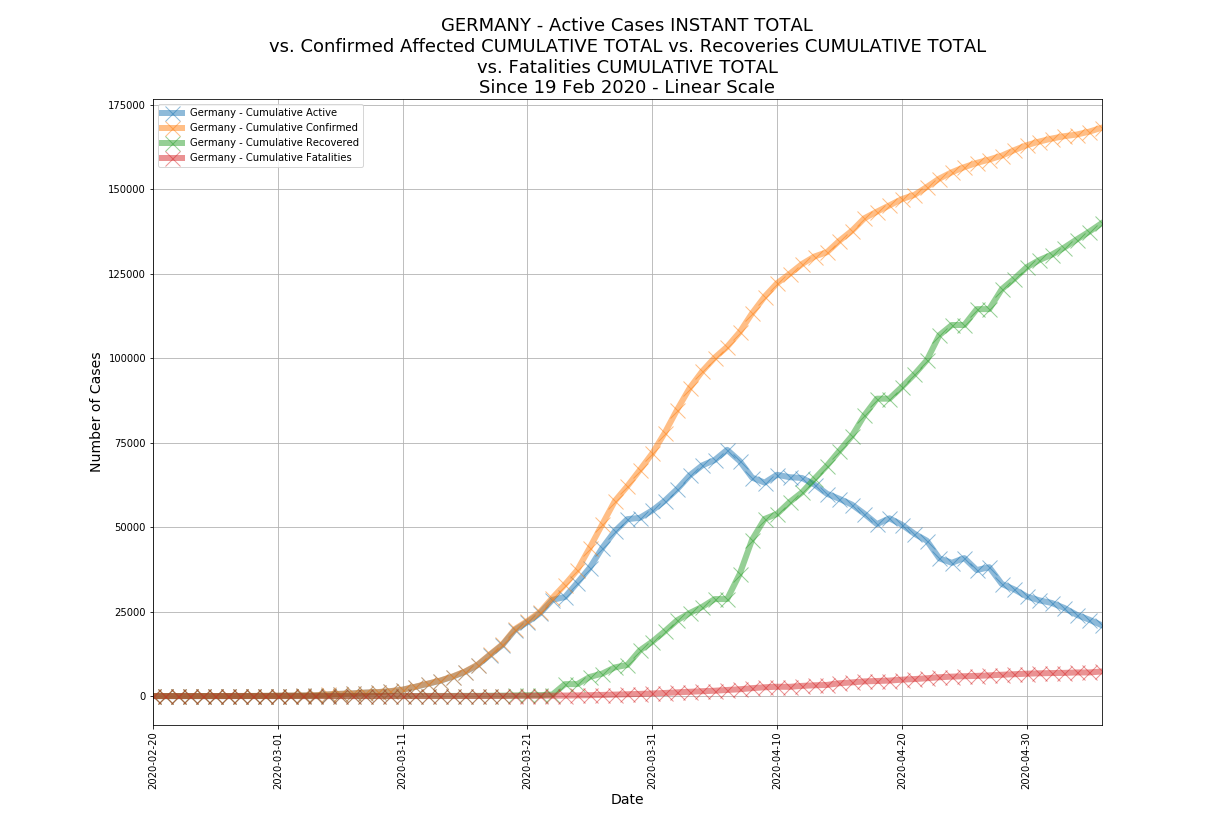 GERMANY - Active Cases INSTANT TOTAL
vs. Confirmed Affected CUMULATIVE TOTAL vs. Recoveries CUMULATIVE TOTAL
vs. Fatalities CUMULATIVE TOTAL
Since 19 Feb 2020 - Linear Scale
Germany - Cumulative Active
Germany - Cumulative Confirmed
Germany - Cumulative Recovered
Germany - Cumulative Fatalities
Number of Cases
175000
150000
125000
100000
75000
50000
25000
0
2020-02-20
2020-03-01
2020-03-11
2020-03-21
2020-03-31
2020-04-10
2020-04-20
2020-04-30
Date